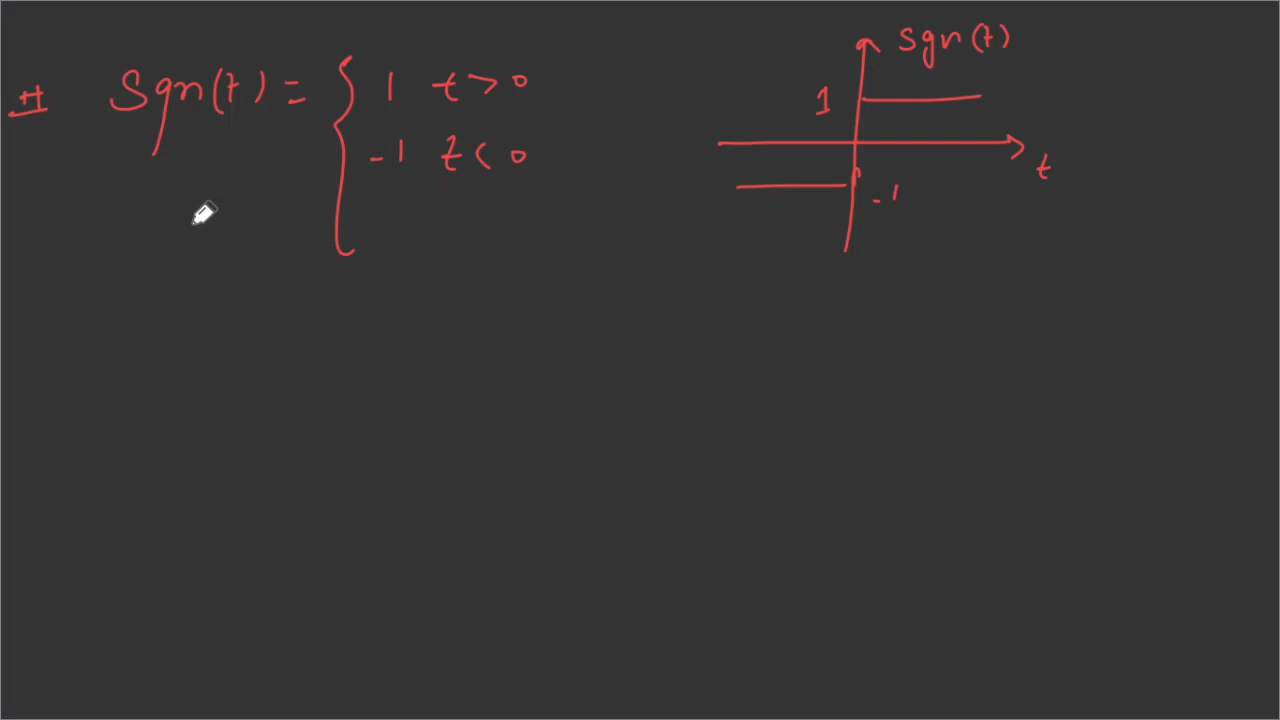 # Sgn(t) = { 1 t > 0
-1 t < 0
Sgn(t)
1
t
-1